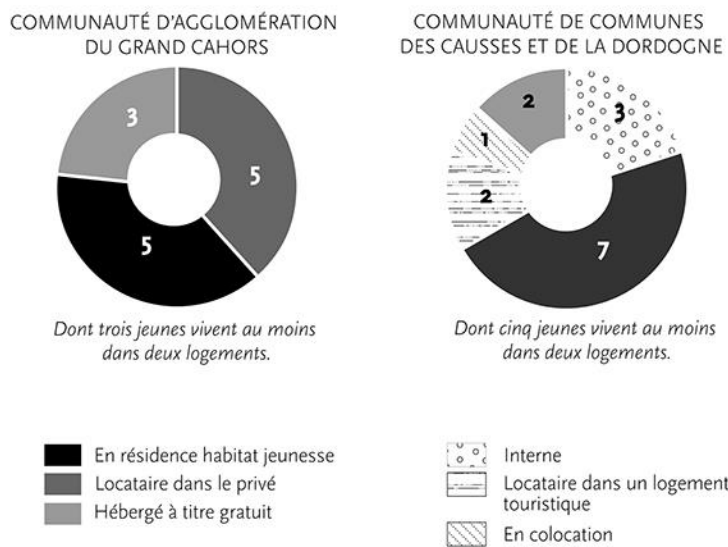 COMMUNAUTÉ D'AGGLOMÉRATION
DU GRAND CAHORS
3
5
5
Dont trois jeunes vivent au moins
dans deux logements.
COMMUNAUTÉ DE COMMUNES
DES CAUSSES ET DE LA DORDOGNE
2
3
1
2
7
Dont cinq jeunes vivent au moins
dans deux logements.
En résidence habitat jeunesse
Locataire dans le privé
Hébergé à titre gratuit
Interne
Locataire dans un logement
touristique
En colocation